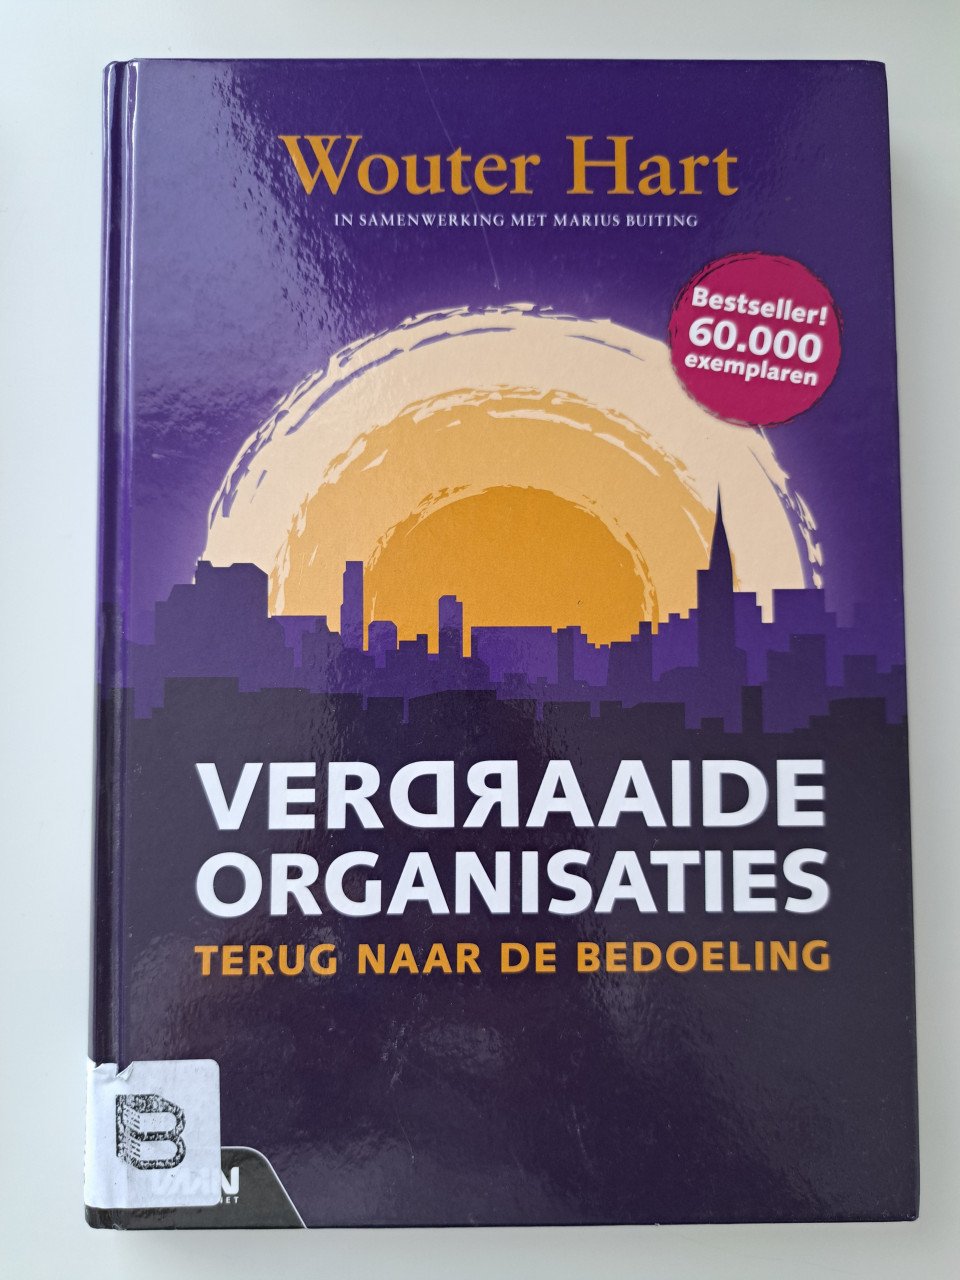 Wouter Hart
IN SAMENWERKING MET MARIUS BUITING
Bestseller!
60.000
exemplaren
VERDRAAIDE
ORGANISATIES
TERUG NAAR DE BEDOELING
B